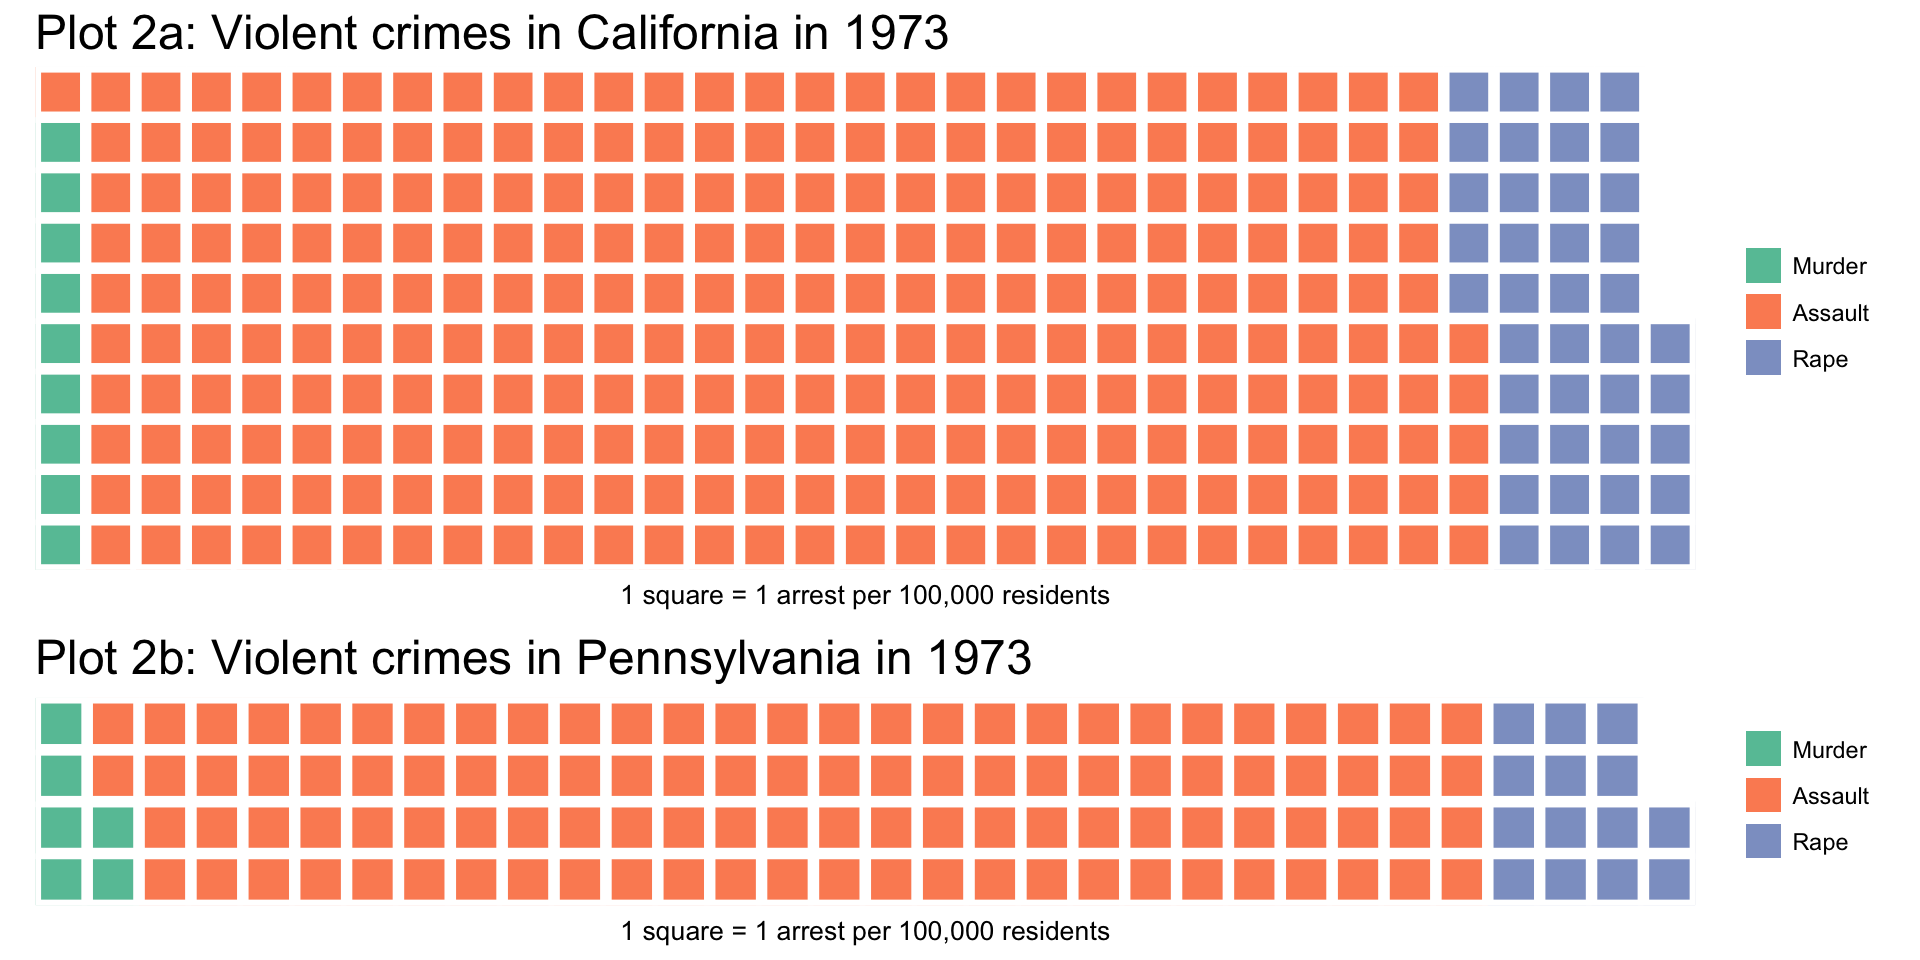 Plot 2a: Violent crimes in California in 1973
Murder
Assault
Rape
1 square = 1 arrest per 100,000 residents
Plot 2b: Violent crimes in Pennsylvania in 1973
Murder
Assault
Rape
1 square = 1 arrest per 100,000 residents